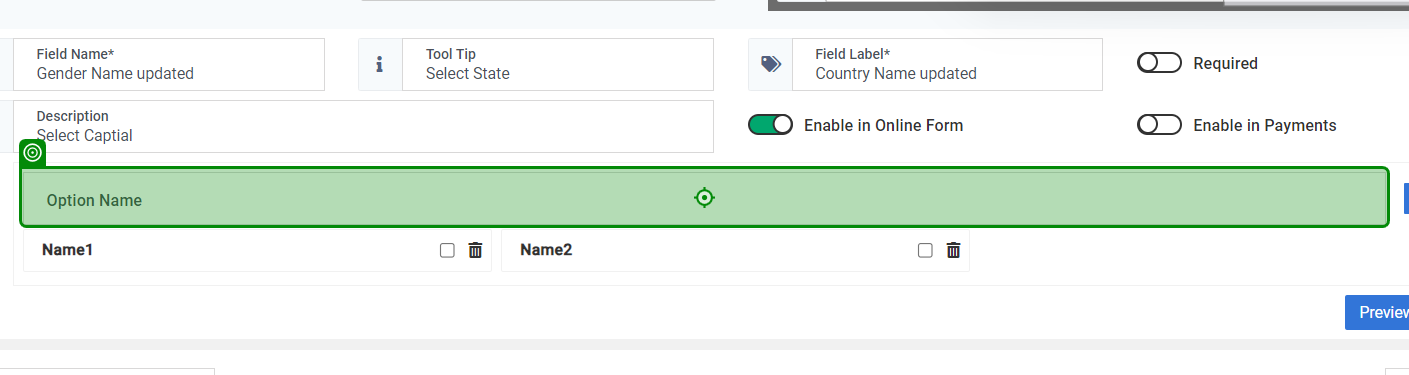 Field Name*
Gender Name updated
Tool Tip
Select State
Field Label*
Country Name updated
Required
Description
Select Captial
Enable in Online Form
Enable in Payments
Option Name
Name1
Name2
Preview